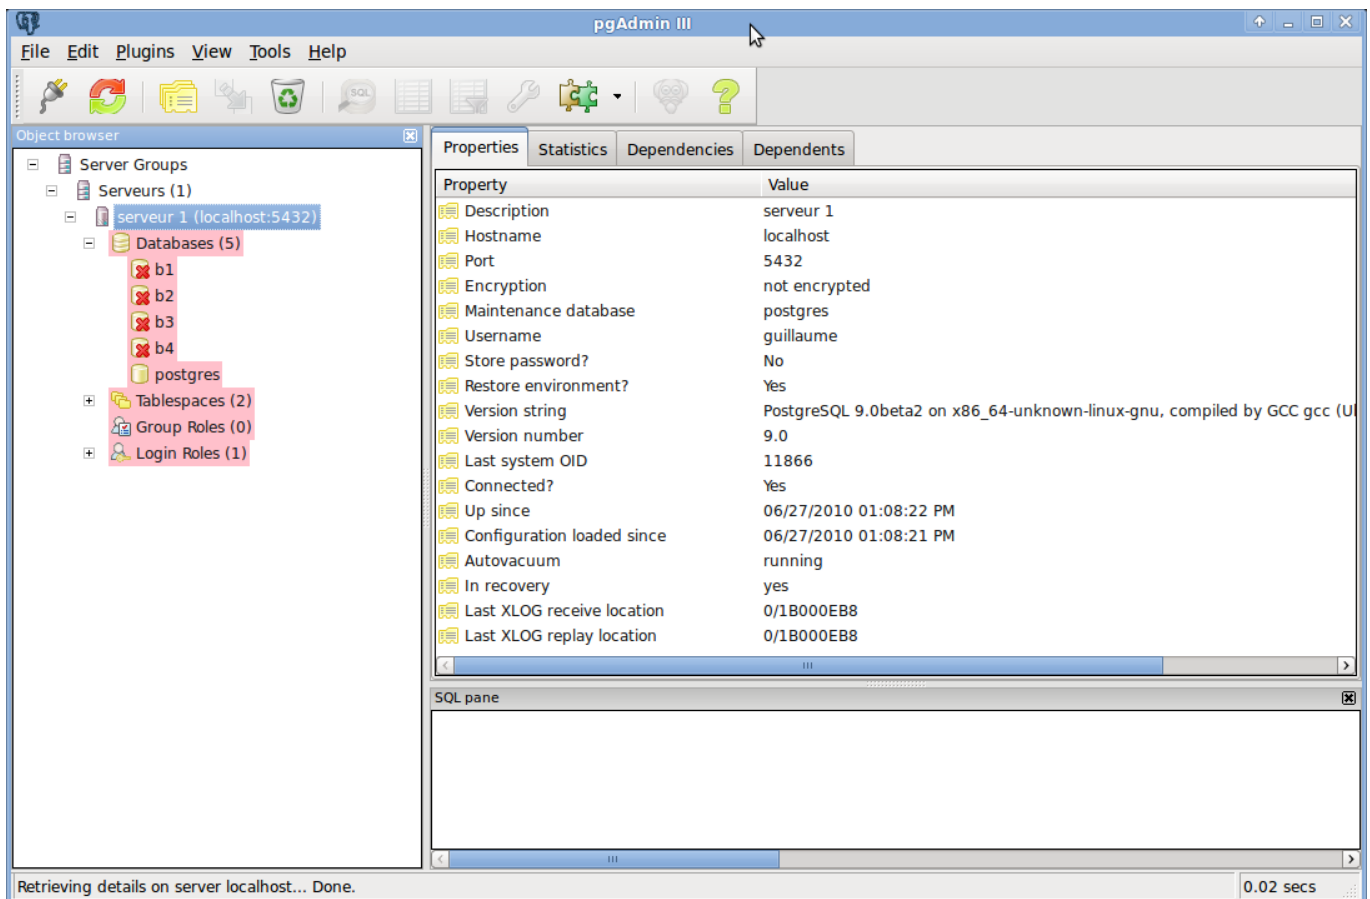 pgAdmin III
File Edit Plugins View Tools Help
SQL
Object browser
Server Groups
Serveurs (1)
serveur 1 (localhost:5432)
Databases (5)
b1
b2
b3
b4
postgres
Tablespaces (2)
Group Roles (0)
Login Roles (1)
Properties Statistics Dependencies Dependents
Property Value
Description serveur 1
Hostname localhost
Port 5432
Encryption not encrypted
Maintenance database postgres
Username guillaume
Store password? No
Restore environment? Yes
Version string PostgreSQL 9.0beta2 on x86_64-unknown-linux-gnu, compiled by GCC gcc (U
Version number 9.0
Last system OID 11866
Connected? Yes
Up since 06/27/2010 01:08:22 PM
Configuration loaded since 06/27/2010 01:08:21 PM
Autovacuum running
In recovery yes
Last XLOG receive location 0/1B000EB8
Last XLOG replay location 0/1B000EB8
SQL pane
Retrieving details on server localhost... Done. 0.02 secs